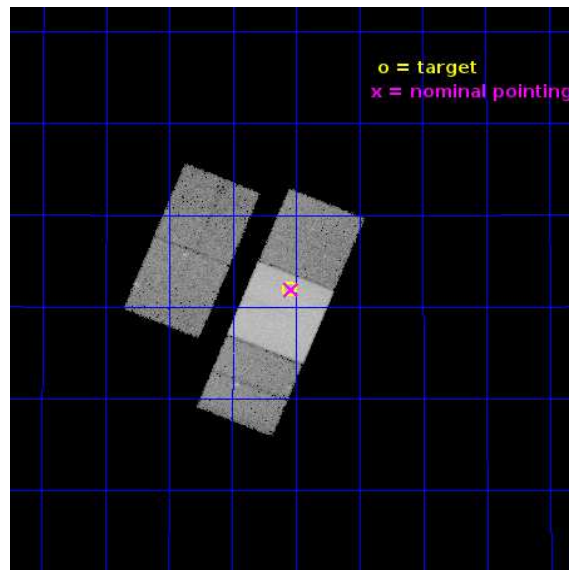 o = target
x = nominal pointing